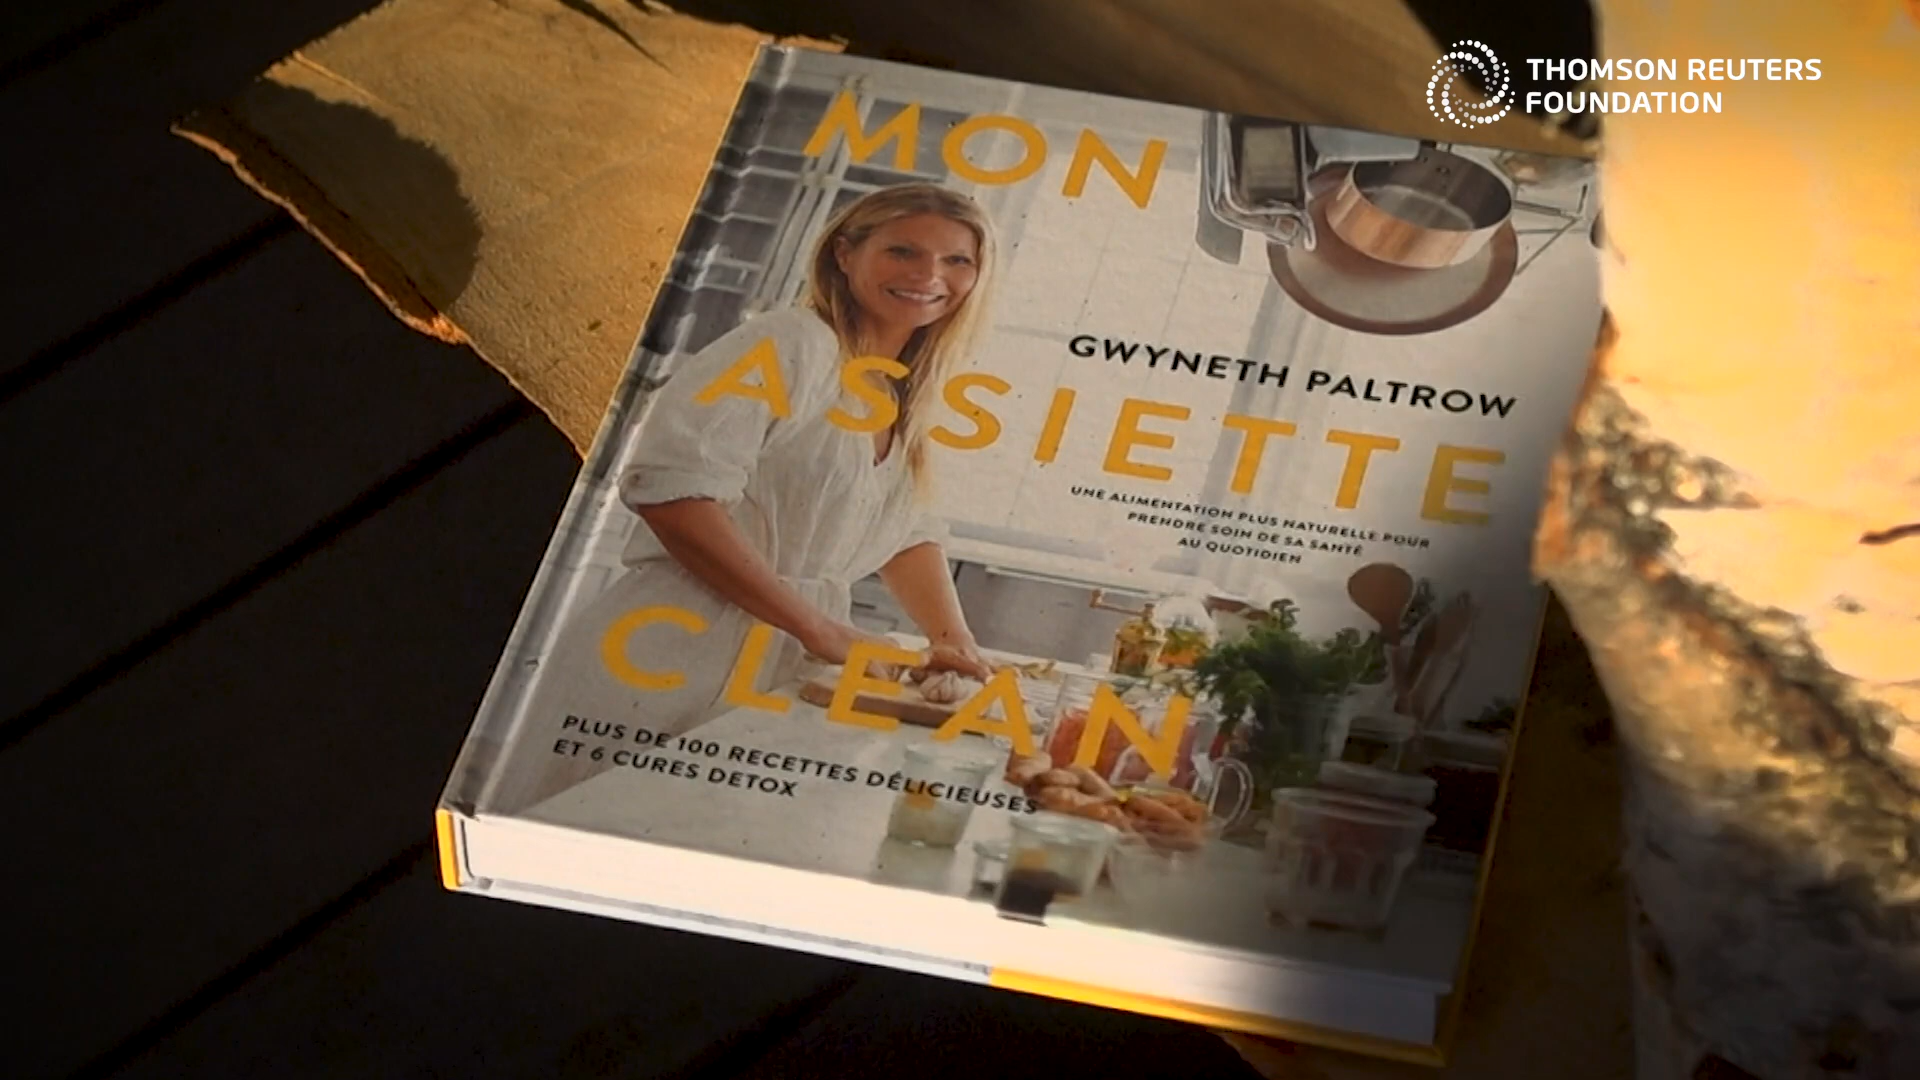 THOMSON REUTERS
FOUNDATION
MON
GWYNETH PALTROW
ASSIETTE
UNE ALIMENTATION PLUS NATURELLE POUR
PRENDRE SOIN DE SA SANTÉ
AU QUOTIDIEN
CLEAN
PLUS DE 100 RECETTES DÉLICIEUSES
ET 6 CURES DETOX